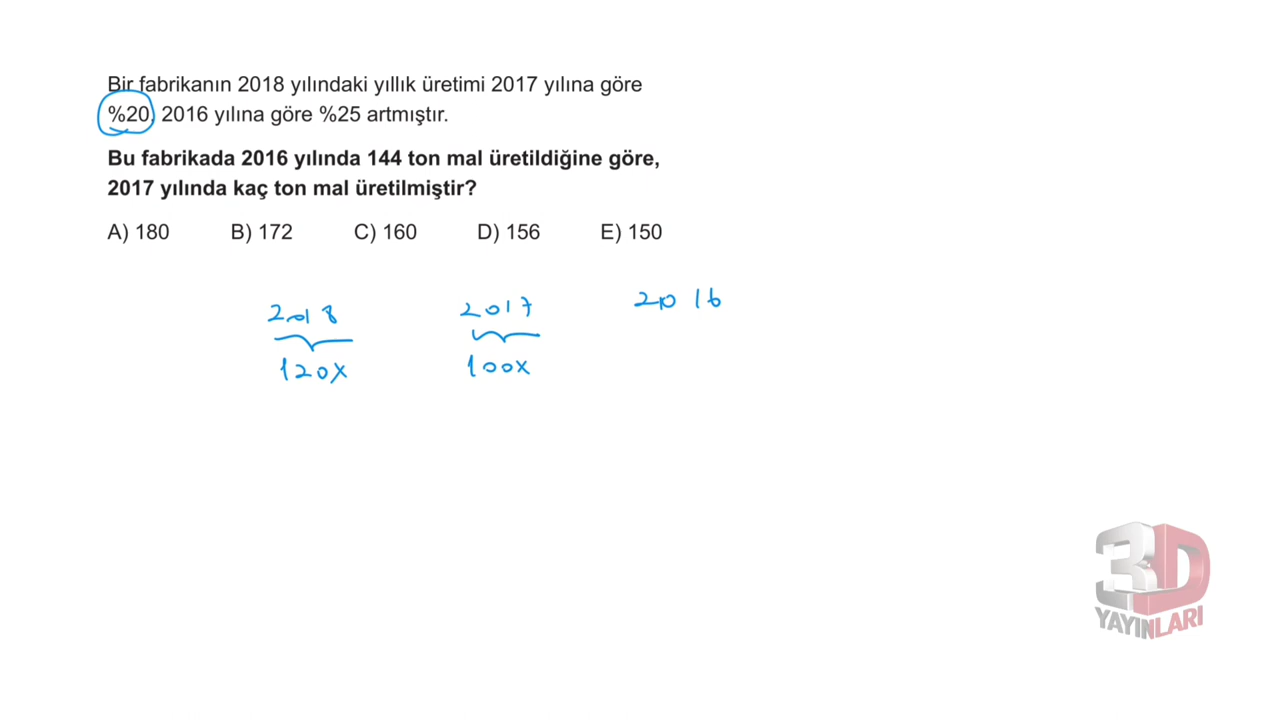 Bir fabrikanın 2018 yılındaki yıllık üretimi 2017 yılına göre
%20, 2016 yılına göre %25 artmıştır.
Bu fabrikada 2016 yılında 144 ton mal üretildiğine göre,
2017 yılında kaç ton mal üretilmiştir?
A) 180 B) 172 C) 160 D) 156 E) 150
2018 2017 2016
120x 100x
3D
YAYINLARI